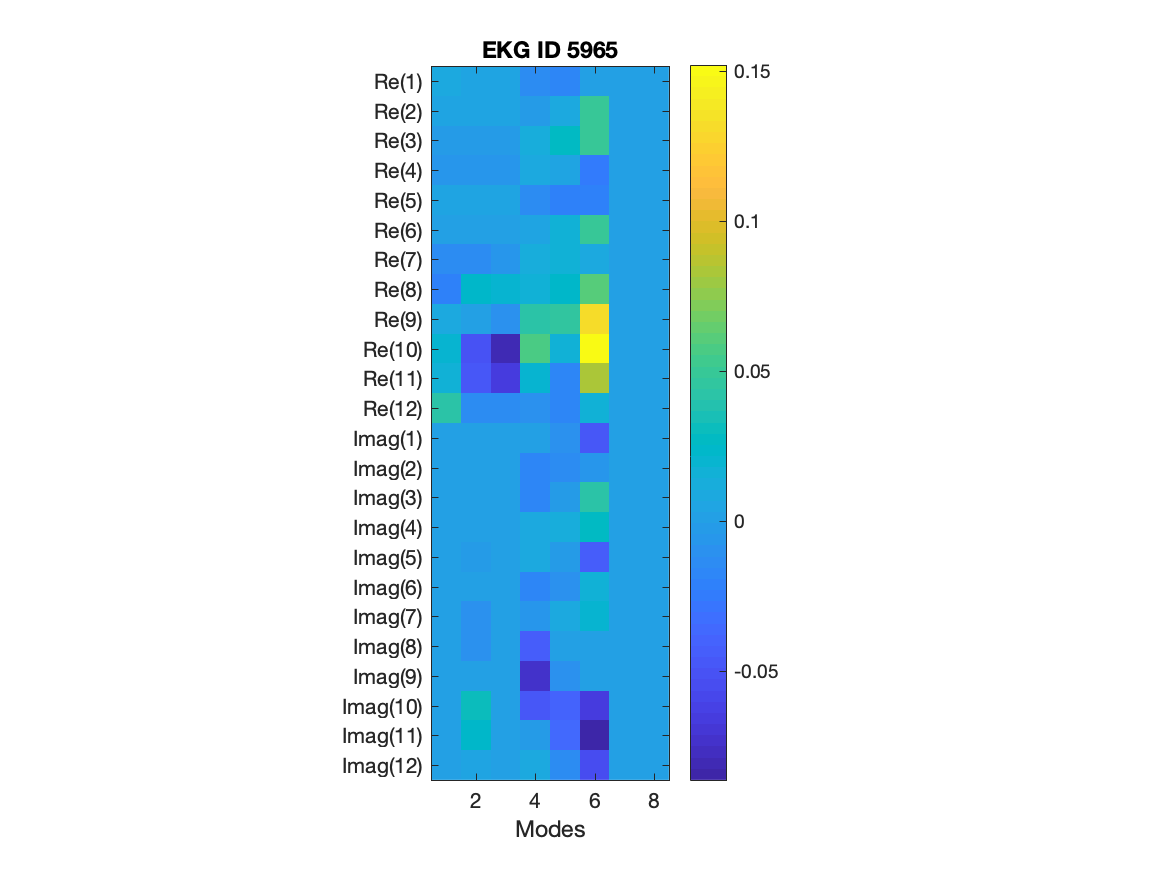 EKG ID 5965
Re(1)
Re(2)
Re(3)
Re(4)
Re(5)
Re(6)
Re(7)
Re(8)
Re(9)
Re(10)
Re(11)
Re(12)
Imag(1)
Imag(2)
Imag(3)
Imag(4)
Imag(5)
Imag(6)
Imag(7)
Imag(8)
Imag(9)
Imag(10)
Imag(11)
Imag(12)
2 4 6 8
Modes
0.15
0.1
0.05
0
-0.05